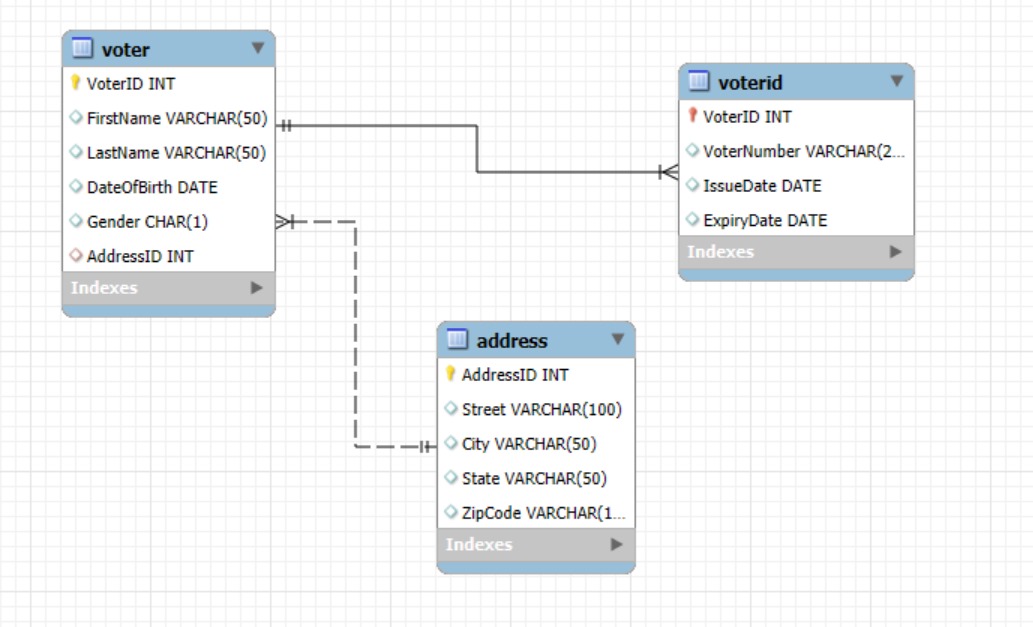 voter
VoterID INT
FirstName VARCHAR(50)
LastName VARCHAR(50)
DateOfBirth DATE
Gender CHAR(1)
AddressID INT
Indexes
voterid
VoterID INT
VoterNumber VARCHAR(2...
IssueDate DATE
ExpiryDate DATE
Indexes
address
AddressID INT
Street VARCHAR(100)
City VARCHAR(50)
State VARCHAR(50)
ZipCode VARCHAR(1...
Indexes